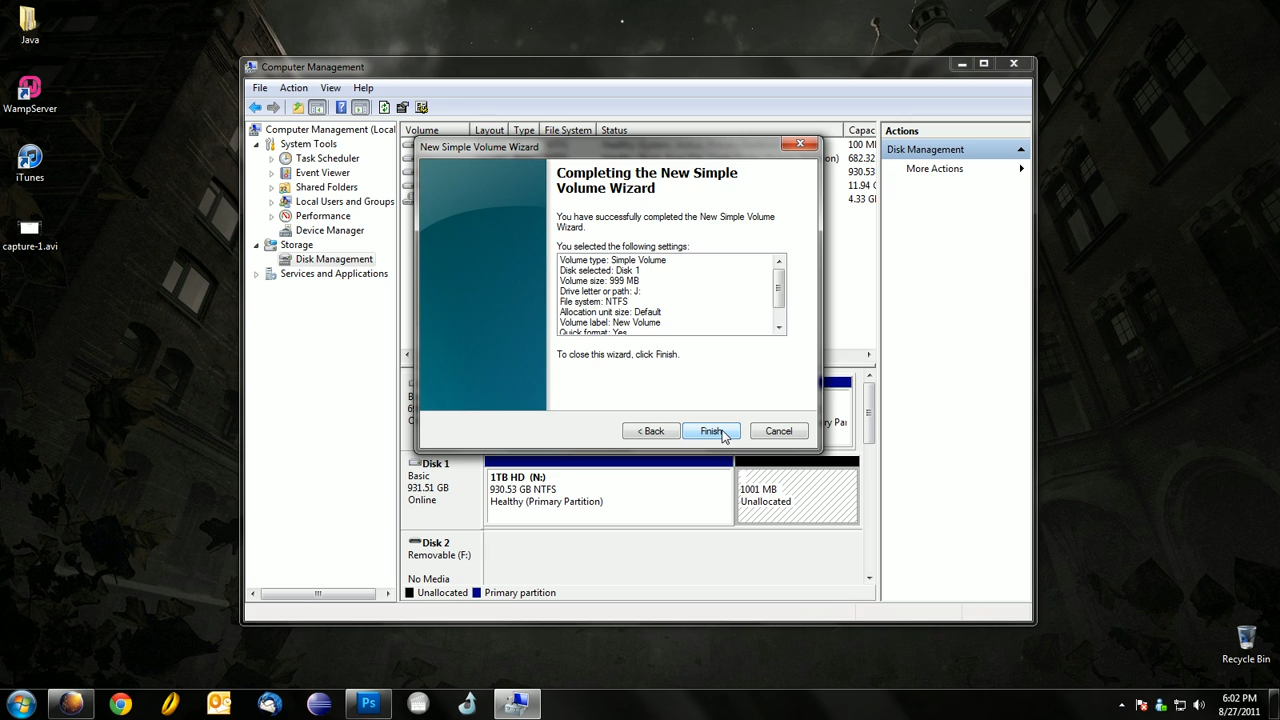 Java
WampServer
iTunes
capture-1.avi
Computer Management
File Action View Help
Computer Management (Local
System Tools
Task Scheduler
Event Viewer
Shared Folders
Local Users and Groups
Performance
Device Manager
Storage
Disk Management
Services and Applications
Volume Layout Type File System Status Capac
100 M
682.32
930.53
11.94
4.33 G
New Simple Volume Wizard
Completing the New Simple
Volume Wizard
You have successfully completed the New Simple Volume
Wizard.
You selected the following settings:
Volume type: Simple Volume
Disk selected: Disk 1
Volume size: 999 MB
Drive letter or path: J:
File system: NTFS
Allocation unit size: Default
Volume label: New Volume
Quick format: Yes
To close this wizard, click Finish.
< Back Finish Cancel
Disk 1
Basic
931.51 GB
Online
1TB HD (N:)
930.53 GB NTFS
Healthy (Primary Partition)
1001 MB
Unallocated
Disk 2
Removable (F:)
No Media
Unallocated Primary partition
Actions
Disk Management
More Actions
Recycle Bin
Ps
6:02 PM
8/27/2011